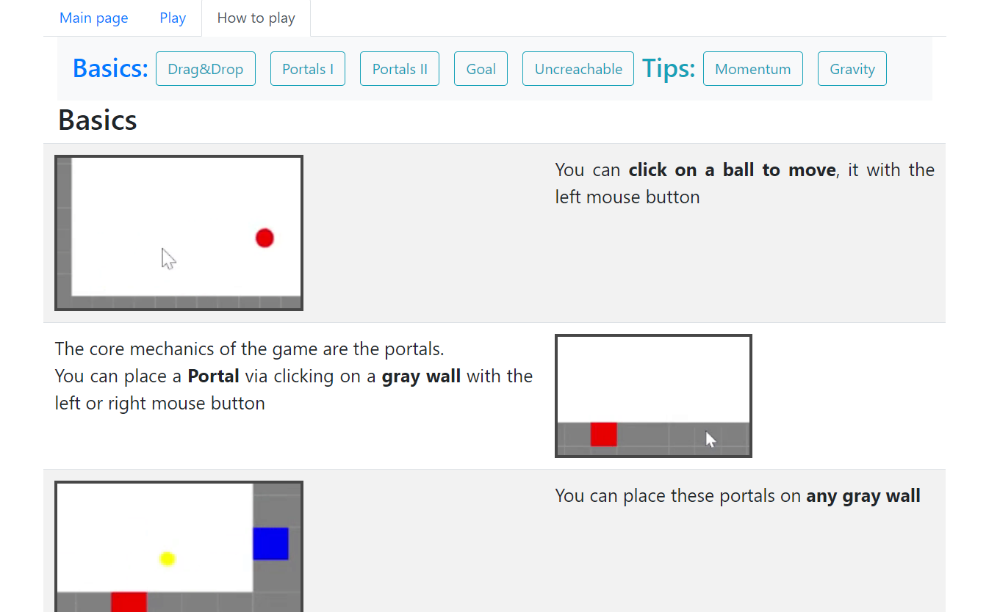 Main page Play How to play
Basics: Drag&Drop Portals I Portals II Goal Uncreachable Tips: Momentum Gravity
Basics
You can click on a ball to move, it with the
left mouse button
The core mechanics of the game are the portals.
You can place a Portal via clicking on a gray wall with the
left or right mouse button
You can place these portals on any gray wall